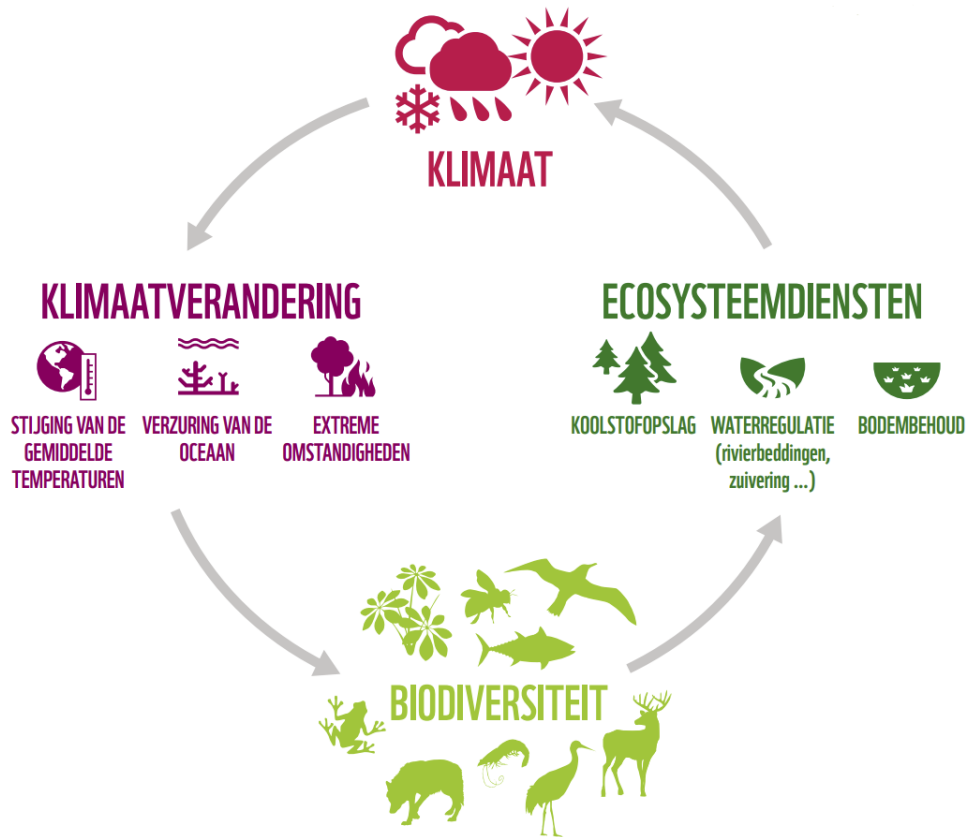 KLIMAAT
KLIMAATVERANDERING
STIJGING VAN DE
GEMIDDELDE
TEMPERATUREN
VERZURING VAN DE
OCEAAN
EXTREME
OMSTANDIGHEDEN
ECOSYSTEEMDIENSTEN
KOOLSTOFOPSLAG
WATERREGULATIE
(rivierbeddingen,
zuivering ...)
BODEMBEHOUD
BIODIVERSITEIT